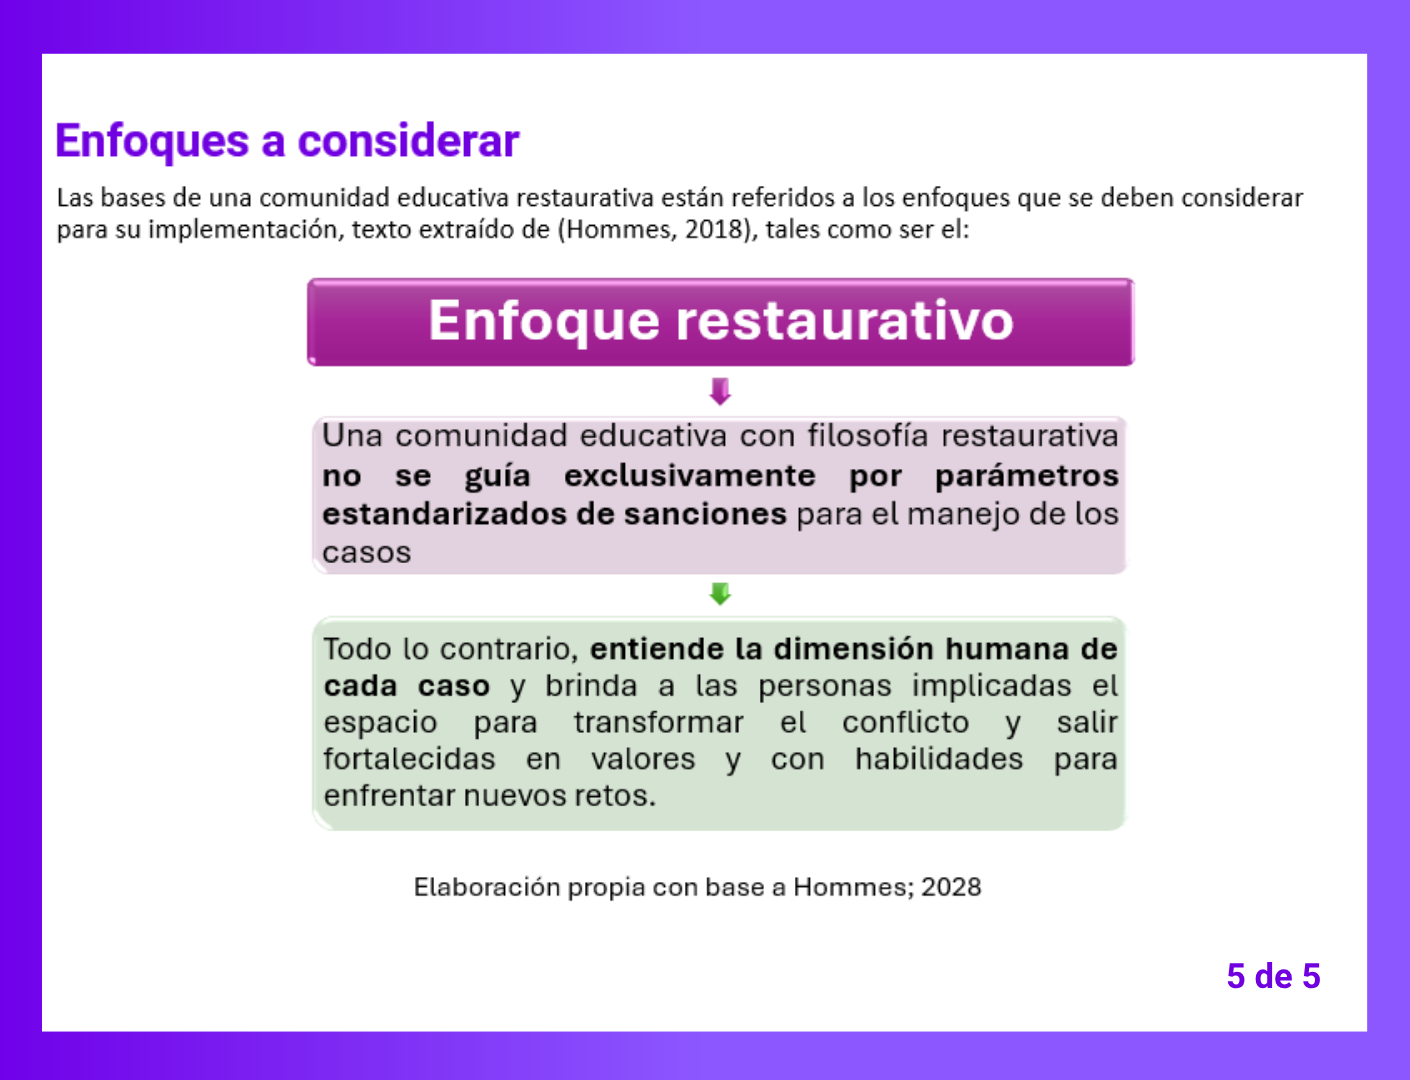 Enfoques a considerar
Las bases de una comunidad educativa restaurativa están referidos a los enfoques que se deben considerar
para su implementación, texto extraído de (Hommes, 2018), tales como ser el:
Enfoque restaurativo
Una comunidad educativa con filosofía restaurativa
no se guía exclusivamente por parámetros
estandarizados de sanciones para el manejo de los
casos
Todo lo contrario, entiende la dimensión humana de
cada caso y brinda a las personas implicadas el
espacio para transformar el conflicto y salir
fortalecidas en valores y con habilidades para
enfrentar nuevos retos.
Elaboración propia con base a Hommes; 2028
5 de 5